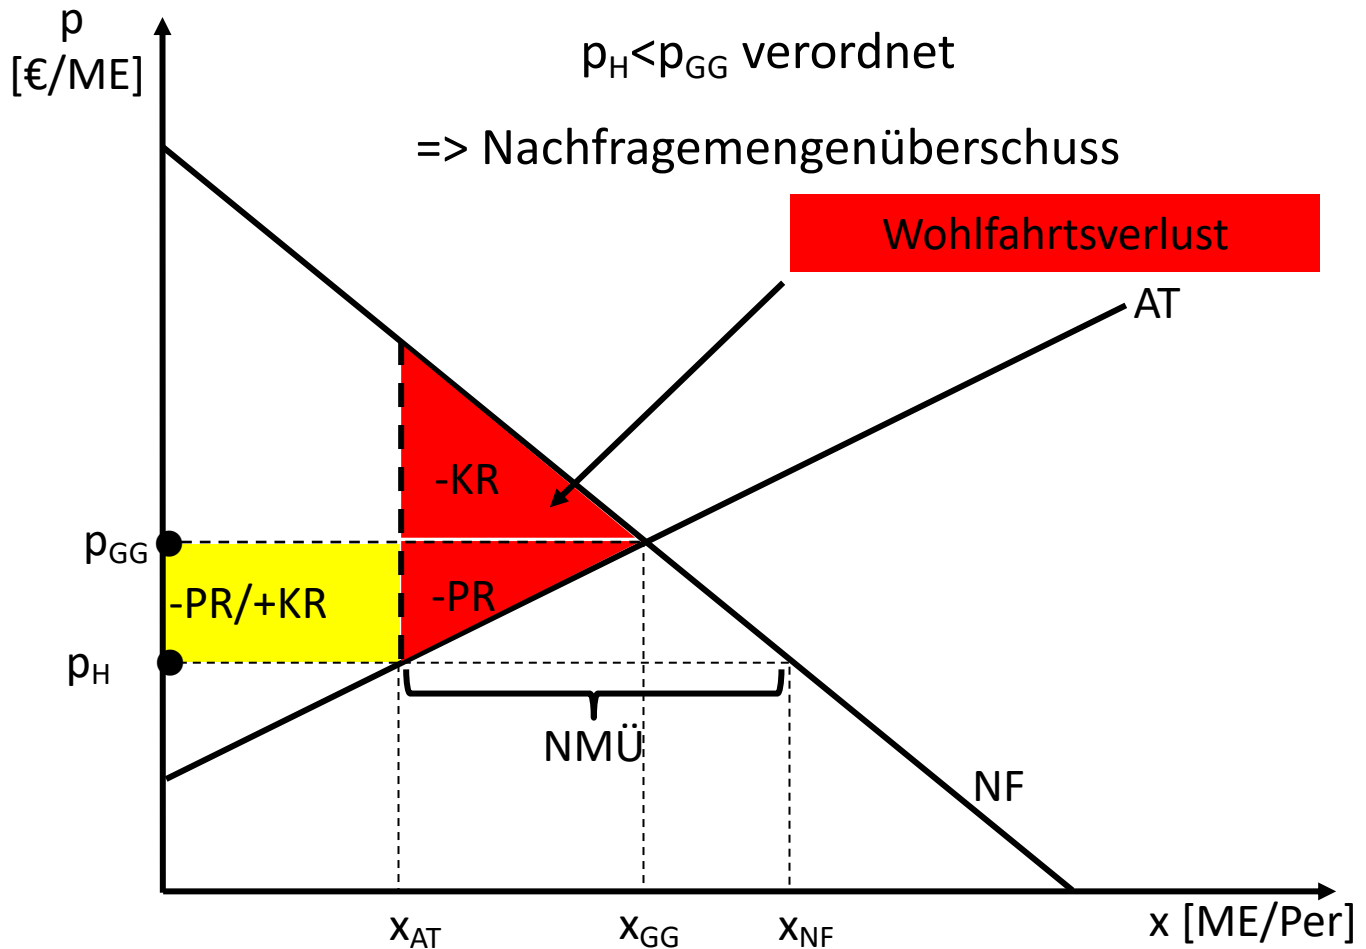 p
[€/ME]
pH<pGG verordnet
=> Nachfragemengenüberschuss
Wohlfahrtsverlust
AT
-KR
pGG
-PR/+KR
-PR
pH
NMÜ
NF
xAT
xGG
xNF
x [ME/Per]